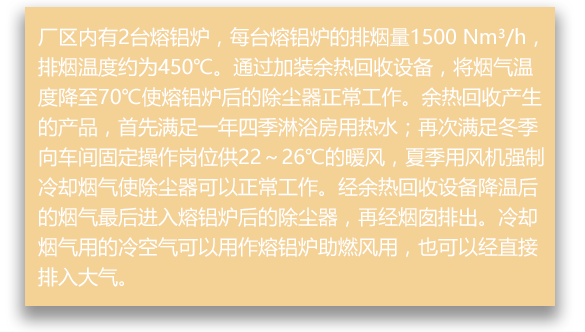 厂区内有2台熔铝炉，每台熔铝炉的排烟量1500 Nm³/h，
排烟温度约为450℃。通过加装余热回收设备，将烟气温
度降至70℃使熔铝炉后的除尘器正常工作。余热回收产生
的产品，首先满足一年四季淋浴房用热水；再次满足冬季
向车间固定操作岗位供22～26℃的暖风，夏季用风机强制
冷却烟气使除尘器可以正常工作。经余热回收设备降温后
的烟气最后进入熔铝炉后的除尘器，再经烟囱排出。冷却
烟气用的冷空气可以用作熔铝炉助燃风用，也可以经直接
排入大气。